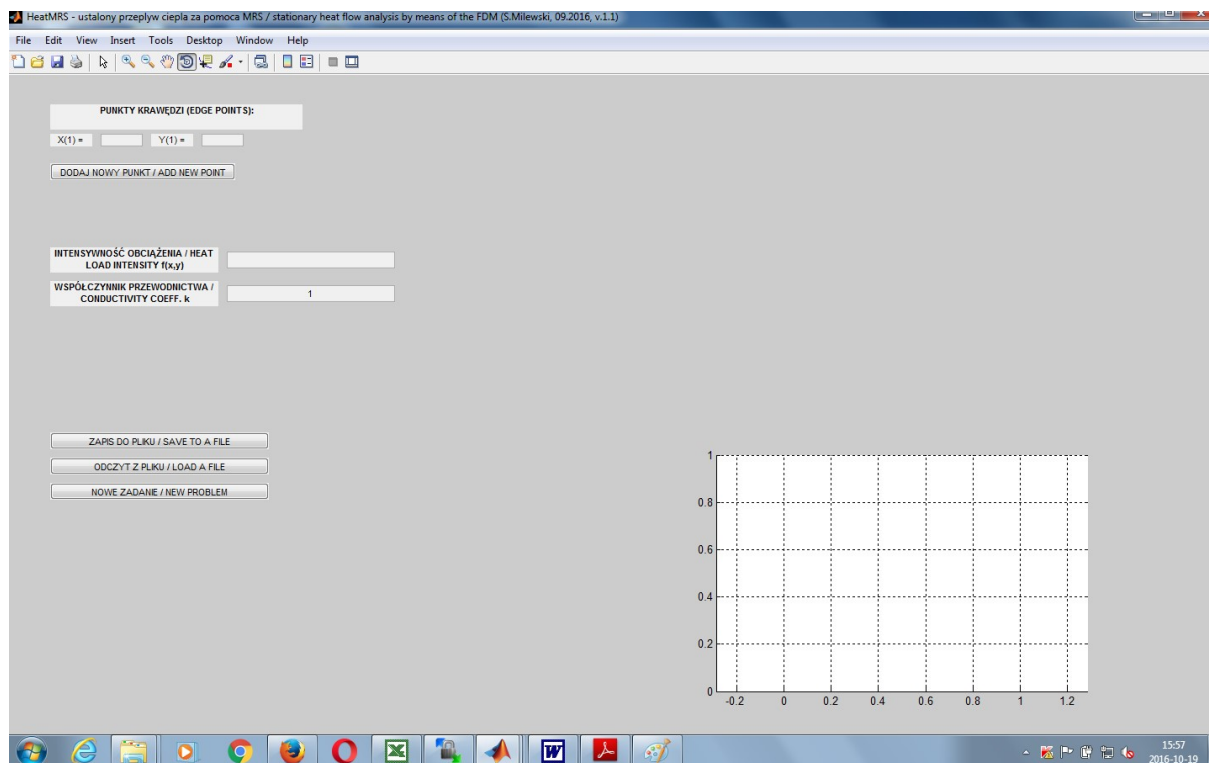 HeatMRS - ustalony przeplyw ciepla za pomoca MRS / stationary heat flow analysis by means of the FDM (S.Milewski, 09.2016, v.1.1)
File Edit View Insert Tools Desktop Window Help
PUNKTY KRAWĘDZI (EDGE POINTS):
X(1) = Y(1) =
DODAJ NOWY PUNKT / ADD NEW POINT
INTENSYWNOŚĆ OBCIĄŻENIA / HEAT
LOAD INTENSITY f(x,y)
WSPÓŁCZYNNIK PRZEWODNICTWA /
CONDUCTIVITY COEFF. k
1
ZAPIS DO PLIKU / SAVE TO A FILE
ODCZYT Z PLIKU / LOAD A FILE
NOWE ZADANIE / NEW PROBLEM
1
0.8
0.6
0.4
0.2
0
-0.2 0 0.2 0.4 0.6 0.8 1 1.2
15:57
2016-10-19